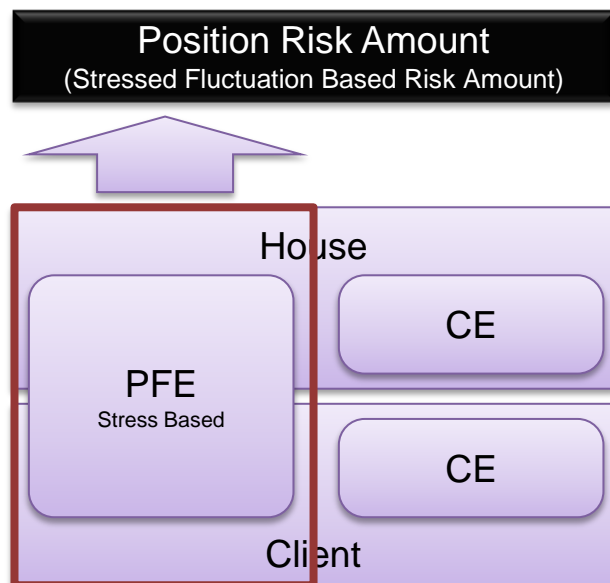 Position Risk Amount
(Stressed Fluctuation Based Risk Amount)
House
CE
PFE
Stress Based
CE
Client